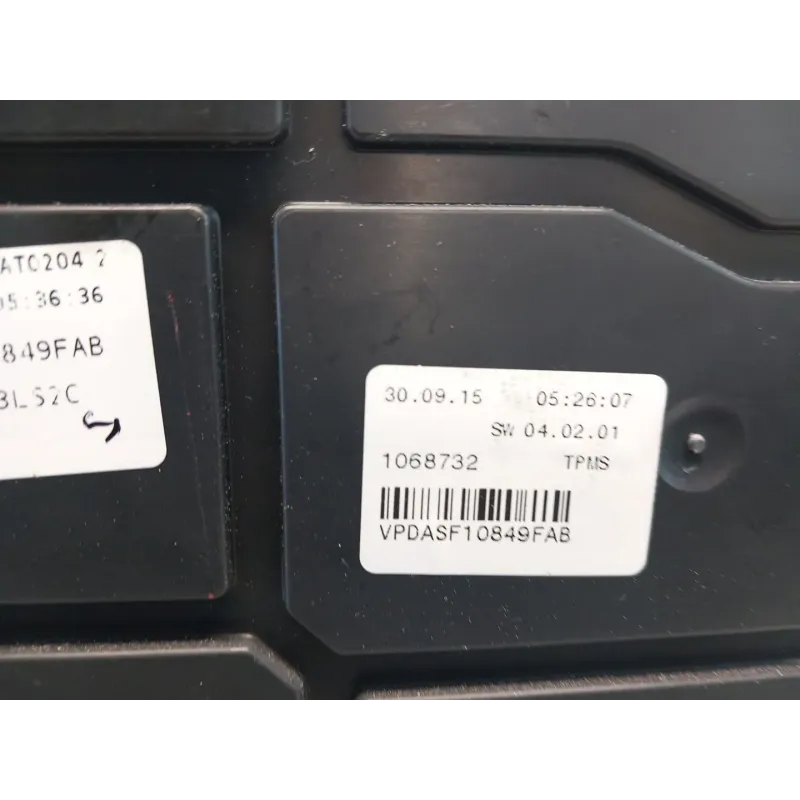 AT0204 2
05:36:36
849FAB
3LS2C
30.09.15 05:26:07
SW 04.02.01
1068732 TPMS
VPDASF10849FAB